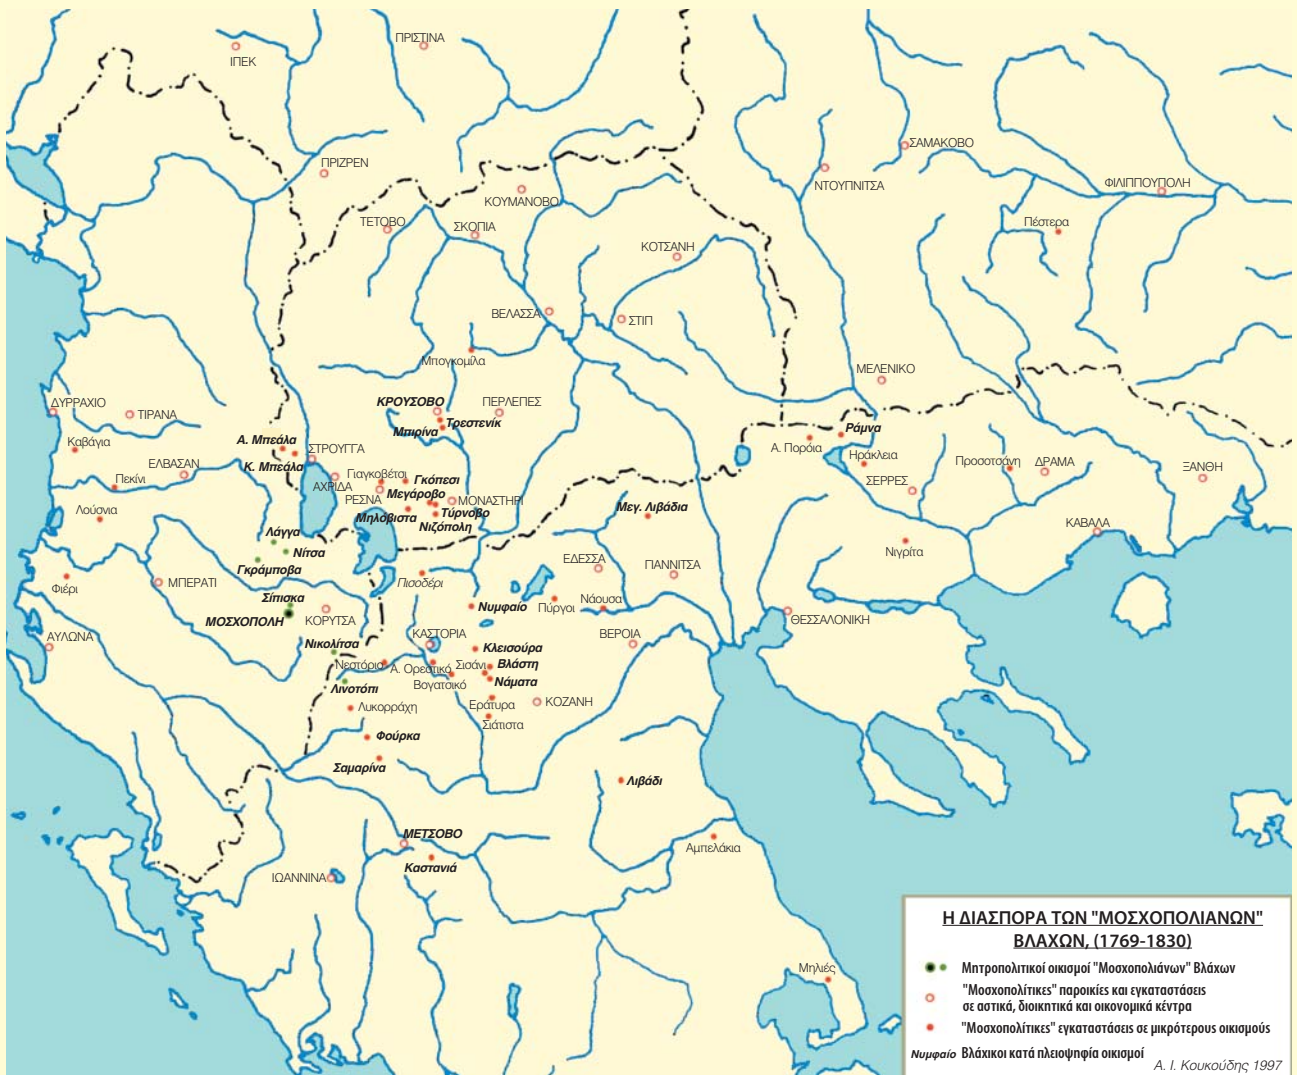 ΠΡΙΣΤΙΝΑ
ΙΠΕΚ
ΣΑΜΑΚΟΒΟ
ΠΡΙΖΡΕΝ
ΝΤΟΥΠΝΙΤΣΑ
ΦΙΛΙΠΠΟΥΠΟΛΗ
ΚΟΥΜΑΝΟΒΟ
ΤΕΤΟΒΟ
ΣΚΟΠΙΑ
Πέστερα
ΚΟΤΣΑΝΗ
ΒΕΛΑΣΣΑ
ΣΤΙΠ
Μπογκομίλα
ΜΕΛΕΝΙΚΟ
ΔΥΡΡΑΧΙΟ
ΤΙΡΑΝΑ
ΚΡΟΥΣΟΒΟ
ΠΕΡΛΕΠΕΣ
Τρεστενίκ
Μπιρίνα
Ράμνα
Καβάγια
Α. Μπεάλα
ΣΤΡΟΥΓΓΑ
Α. Πορόια
Ηράκλεια
ΕΛΒΑΣΑΝ
Κ. Μπεάλα
Προσοτσάνη
ΔΡΑΜΑ
ΞΑΝΘΗ
Πεκίνι
ΑΧΡΙΔΑ
Γιαγκοβέτσι
Γκόπεσι
ΣΕΡΡΕΣ
ΡΕΣΝΑ
Μεγάροβο
ΜΟΝΑΣΤΗΡΙ
Λούσνια
Μηλόβιστα
Τύρνοβο
Μεγ. Λιβάδια
Νιζόπολη
ΚΑΒΑΛΑ
Λάγγα
Νίτσα
Νιγρίτα
Γκράμποβα
ΕΔΕΣΣΑ
ΓΙΑΝΝΙΤΣΑ
Φιέρι
ΜΠΕΡΑΤΙ
Πισοδέρι
Σίπισκα
Νυμφαίο
Πύργοι
Νάουσα
ΜΟΣΧΟΠΟΛΗ
ΚΟΡΥΤΣΑ
ΘΕΣΣΑΛΟΝΙΚΗ
ΑΥΛΩΝΑ
Νικολίτσα
ΚΑΣΤΟΡΙΑ
Κλεισούρα
ΒΕΡΟΙΑ
Νεστόριο
Α. Ορεστικό
Σισάνι
Βλάστη
Βογατσικό
Νάματα
Λινοτόπι
Λυκορράχη
Εράτυρα
ΚΟΖΑΝΗ
Σιάτιστα
Φούρκα
Σαμαρίνα
Λιβάδι
ΜΕΤΣΟΒΟ
Αμπελάκια
Καστανιά
ΙΩΑΝΝΙΝΑ
Μηλιές
Η ΔΙΑΣΠΟΡΑ ΤΩΝ "ΜΟΣΧΟΠΟΛΙΑΝΩΝ"
ΒΛΑΧΩΝ, (1769-1830)
Μητροπολιτικοί οικισμοί "Μοσχοπολιάνων" Βλάχων
"Μοσχοπολίτικες" παροικίες και εγκαταστάσεις
σε αστικά, διοικητικά και οικονομικά κέντρα
"Μοσχοπολίτικες" εγκαταστάσεις σε μικρότερους οικισμούς
Νυμφαίο Βλάχικοι κατά πλειοψηφία οικισμοί
Α. Ι. Κουκούδης 1997